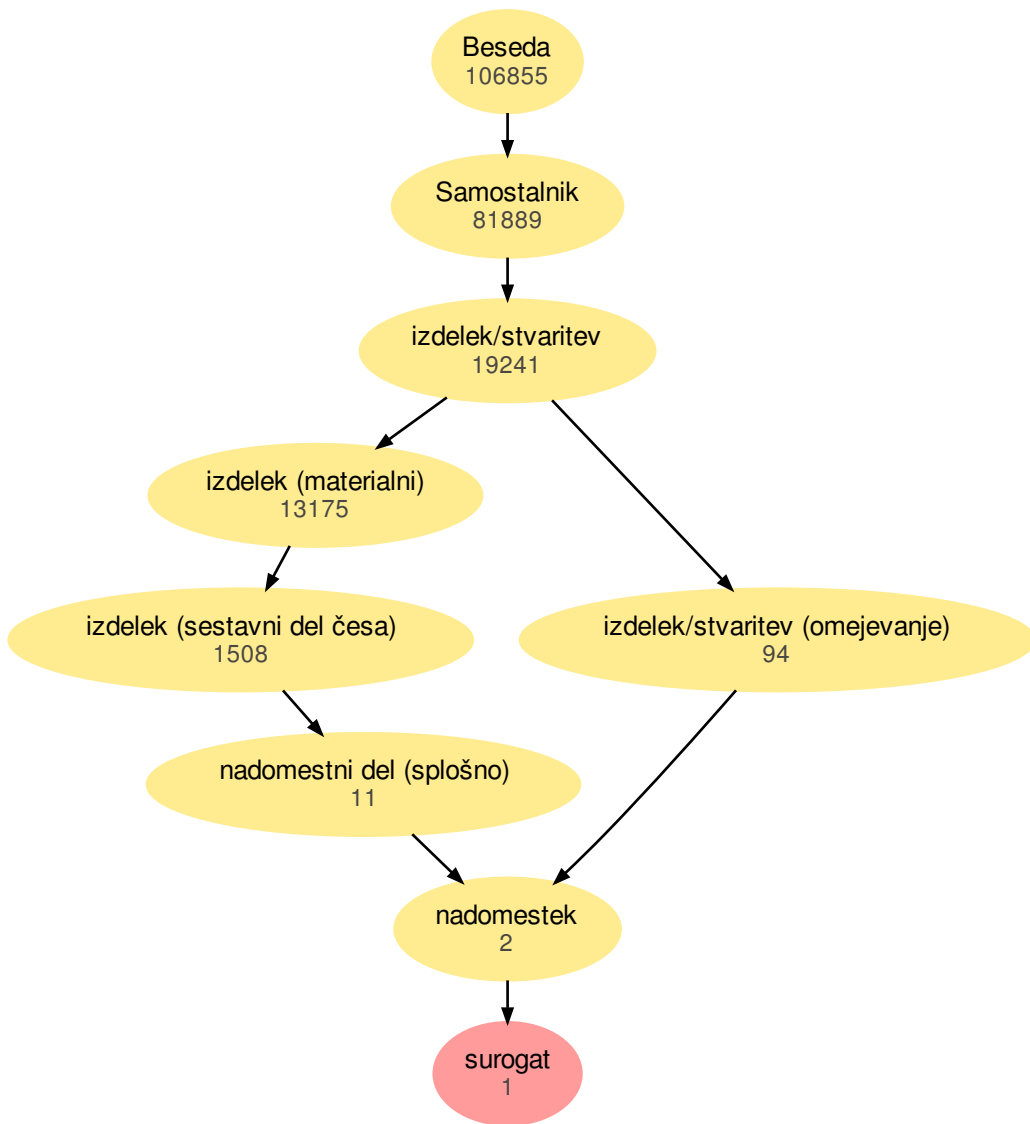 Beseda
106855
Samostalnik
81889
izdelek/stvaritev
19241
izdelek (materialni)
13175
izdelek (sestavni del česa)
1508
izdelek/stvaritev (omejevanje)
94
nadomestni del (splošno)
11
nadomestek
2
surogat
1